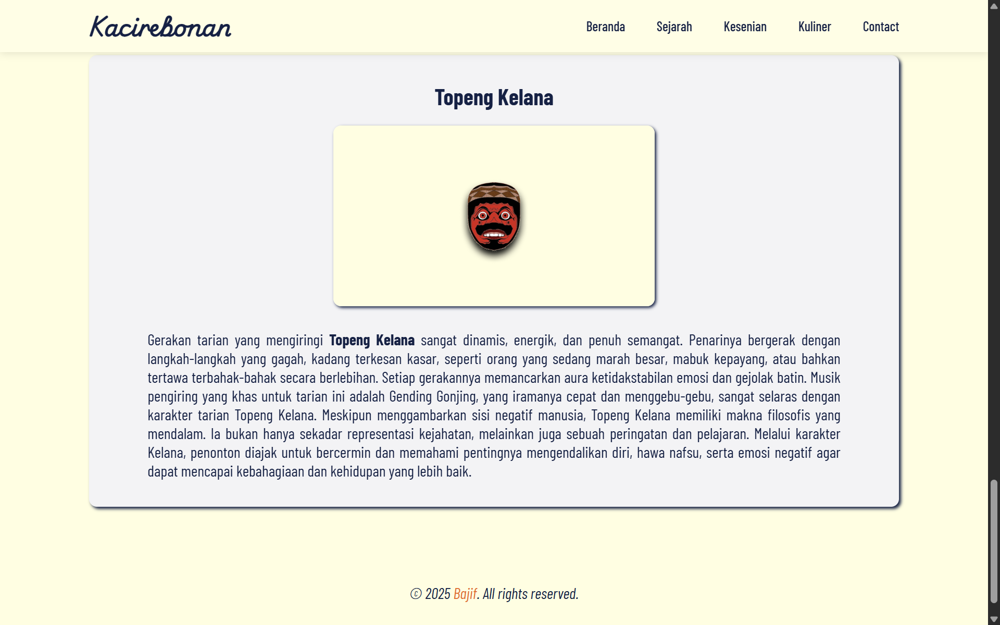 Kacirebonan
Beranda Sejarah Kesenian Kuliner Contact
Topeng Kelana
Gerakan tarian yang mengiringi Topeng Kelana sangat dinamis, energik, dan penuh semangat. Penarinya bergerak dengan
langkah-langkah yang gagah, kadang terkesan kasar, seperti orang yang sedang marah besar, mabuk kepayang, atau bahkan
tertawa terbahak-bahak secara berlebihan. Setiap gerakannya memancarkan aura ketidakstabilan emosi dan gejolak batin. Musik
pengiring yang khas untuk tarian ini adalah Gending Gonjing, yang iramanya cepat dan menggebu-gebu, sangat selaras dengan
karakter tarian Topeng Kelana. Meskipun menggambarkan sisi negatif manusia, Topeng Kelana memiliki makna filosofis yang
mendalam. Ia bukan hanya sekadar representasi kejahatan, melainkan juga sebuah peringatan dan pelajaran. Melalui karakter
Kelana, penonton diajak untuk bercermin dan memahami pentingnya mengendalikan diri, hawa nafsu, serta emosi negatif agar
dapat mencapai kebahagiaan dan kehidupan yang lebih baik.
© 2025 Bajif. All rights reserved.